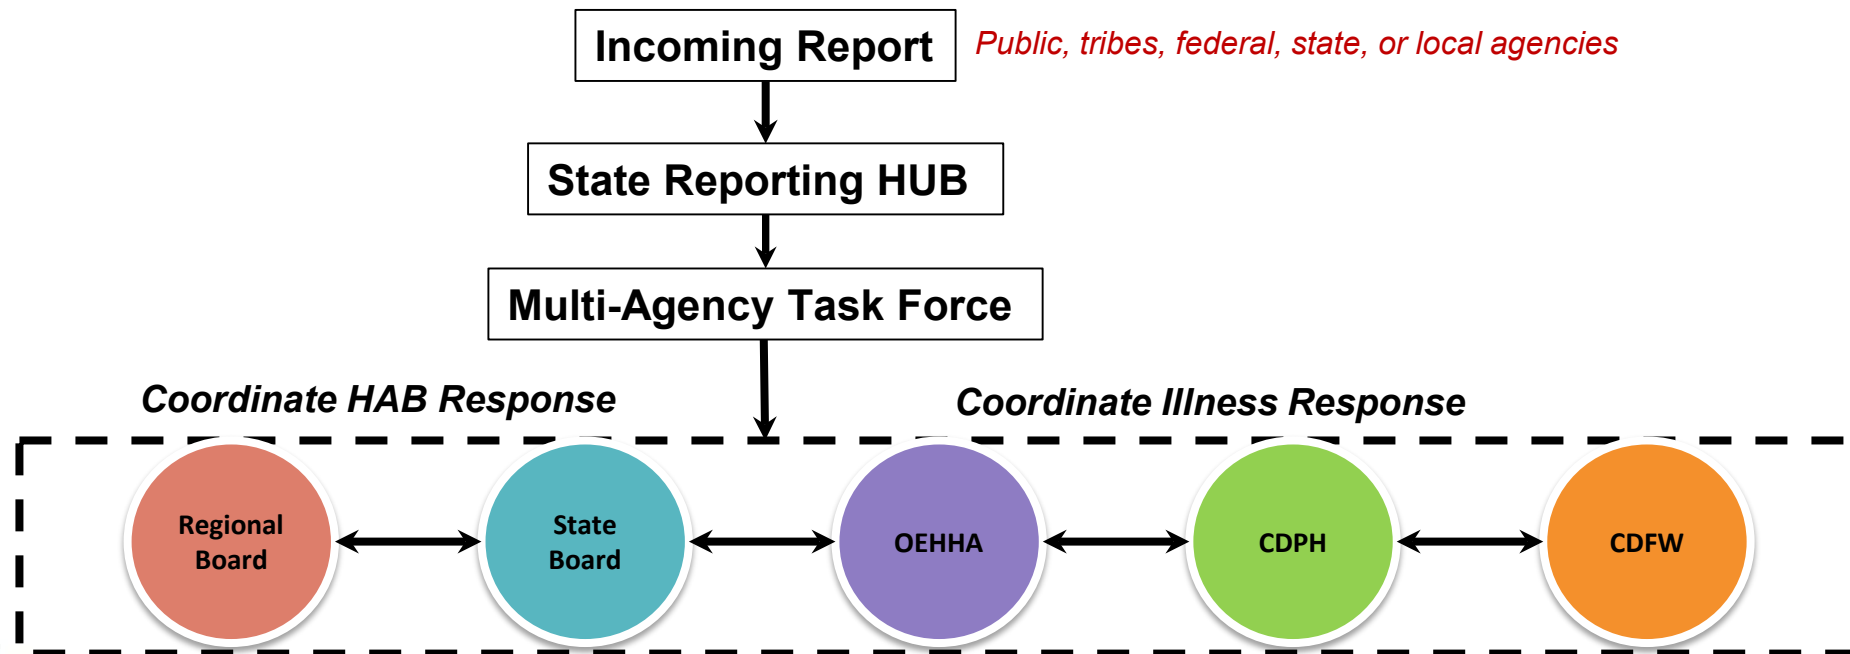 Incoming Report
Public, tribes, federal, state, or local agencies
State Reporting HUB
Multi-Agency Task Force
Coordinate HAB Response
Coordinate Illness Response
Regional
Board
State
Board
OEHHA
CDPH
CDFW